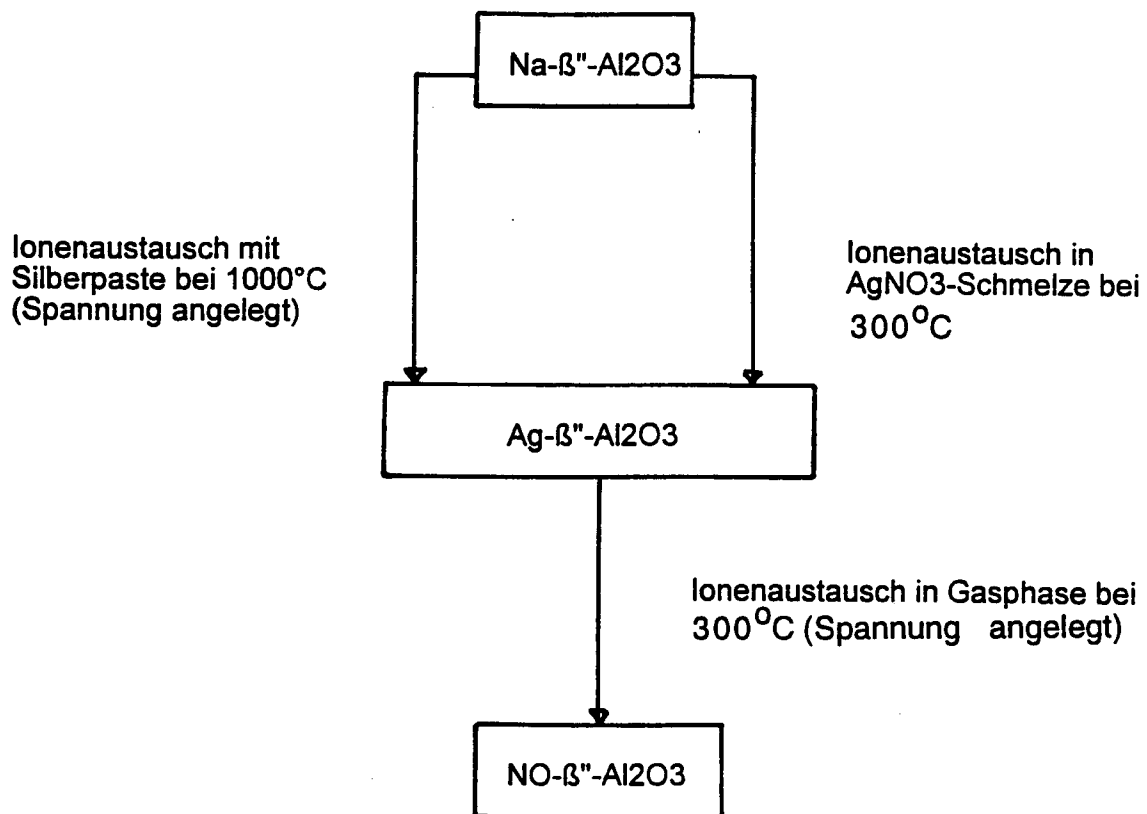 Na-ß"-Al2O3
Ionenaustausch mit
Silberpaste bei 1000°C
(Spannung angelegt)
Ionenaustausch in
AgNO3-Schmelze bei
300°C
Ag-ß"-Al2O3
Ionenaustausch in Gasphase bei
300°C (Spannung angelegt)
NO-ß"-Al2O3